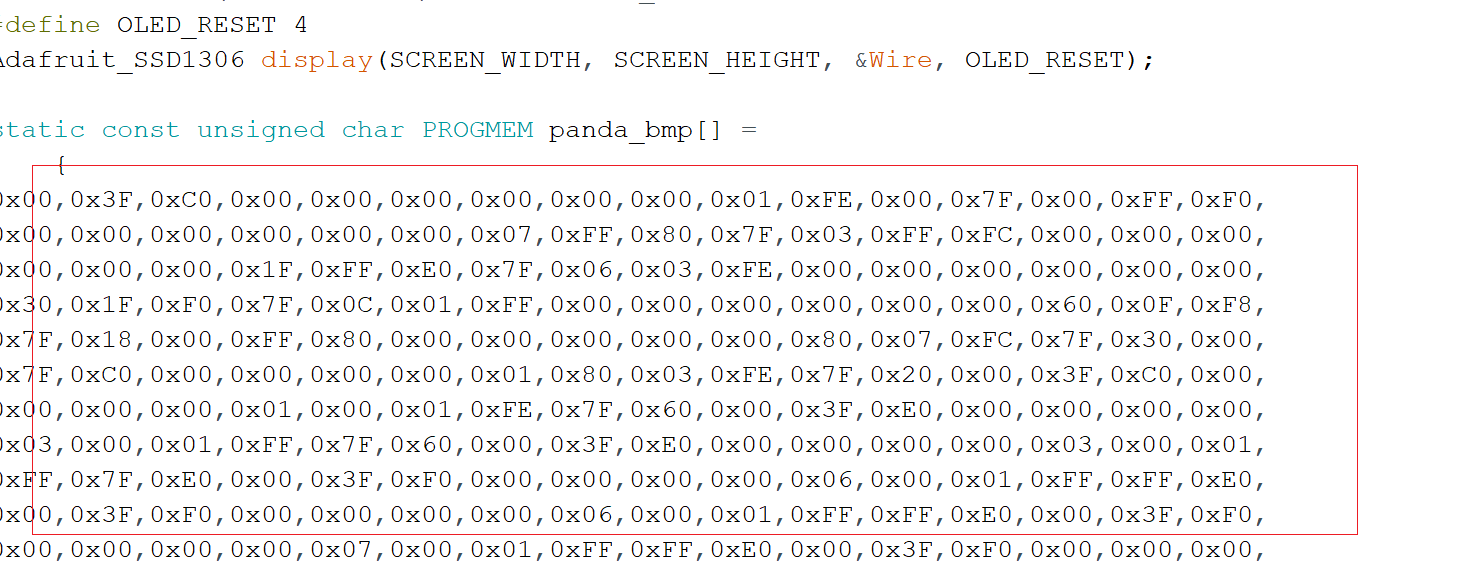 #define OLED_RESET 4
Adafruit_SSD1306 display(SCREEN_WIDTH, SCREEN_HEIGHT, &Wire, OLED_RESET);
static const unsigned char PROGMEM panda_bmp[] =
{
0x00,0x3F,0xC0,0x00,0x00,0x00,0x00,0x00,0x00,0x01,0xFE,0x00,0x7F,0x00,0xFF,0xF0,
0x00,0x00,0x00,0x00,0x00,0x00,0x07,0xFF,0x80,0x7F,0x03,0xFF,0xFC,0x00,0x00,0x00,
0x00,0x00,0x00,0x1F,0xFF,0xE0,0x7F,0x06,0x03,0xFE,0x00,0x00,0x00,0x00,0x00,0x00,
0x30,0x1F,0xF0,0x7F,0x0C,0x01,0xFF,0x00,0x00,0x00,0x00,0x00,0x00,0x60,0x0F,0xF8,
0x7F,0x18,0x00,0xFF,0x80,0x00,0x00,0x00,0x00,0x00,0x80,0x07,0xFC,0x7F,0x30,0x00,
0x7F,0xC0,0x00,0x00,0x00,0x00,0x01,0x80,0x03,0xFE,0x7F,0x20,0x00,0x3F,0xC0,0x00,
0x00,0x00,0x00,0x01,0x00,0x01,0xFE,0x7F,0x60,0x00,0x3F,0xE0,0x00,0x00,0x00,0x00,
0x03,0x00,0x01,0xFF,0x7F,0x60,0x00,0x3F,0xE0,0x00,0x00,0x00,0x00,0x03,0x00,0x01,
0xFF,0x7F,0xE0,0x00,0x3F,0xF0,0x00,0x00,0x00,0x00,0x06,0x00,0x01,0xFF,0xFF,0xE0,
0x00,0x3F,0xF0,0x00,0x00,0x00,0x00,0x06,0x00,0x01,0xFF,0xFF,0xE0,0x00,0x3F,0xF0,
0x00,0x00,0x00,0x00,0x07,0x00,0x01,0xFF,0xFF,0xE0,0x00,0x3F,0xF0,0x00,0x00,0x00,